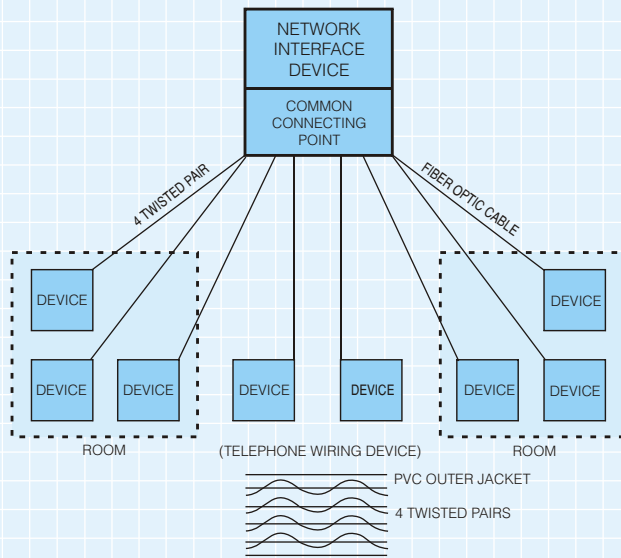 NETWORK
INTERFACE
DEVICE
COMMON
CONNECTING
POINT
4 TWISTED PAIR
FIBER OPTIC CABLE
DEVICE
DEVICE
DEVICE
DEVICE
DEVICE
DEVICE
DEVICE
DEVICE
ROOM
(TELEPHONE WIRING DEVICE)
ROOM
PVC OUTER JACKET
4 TWISTED PAIRS